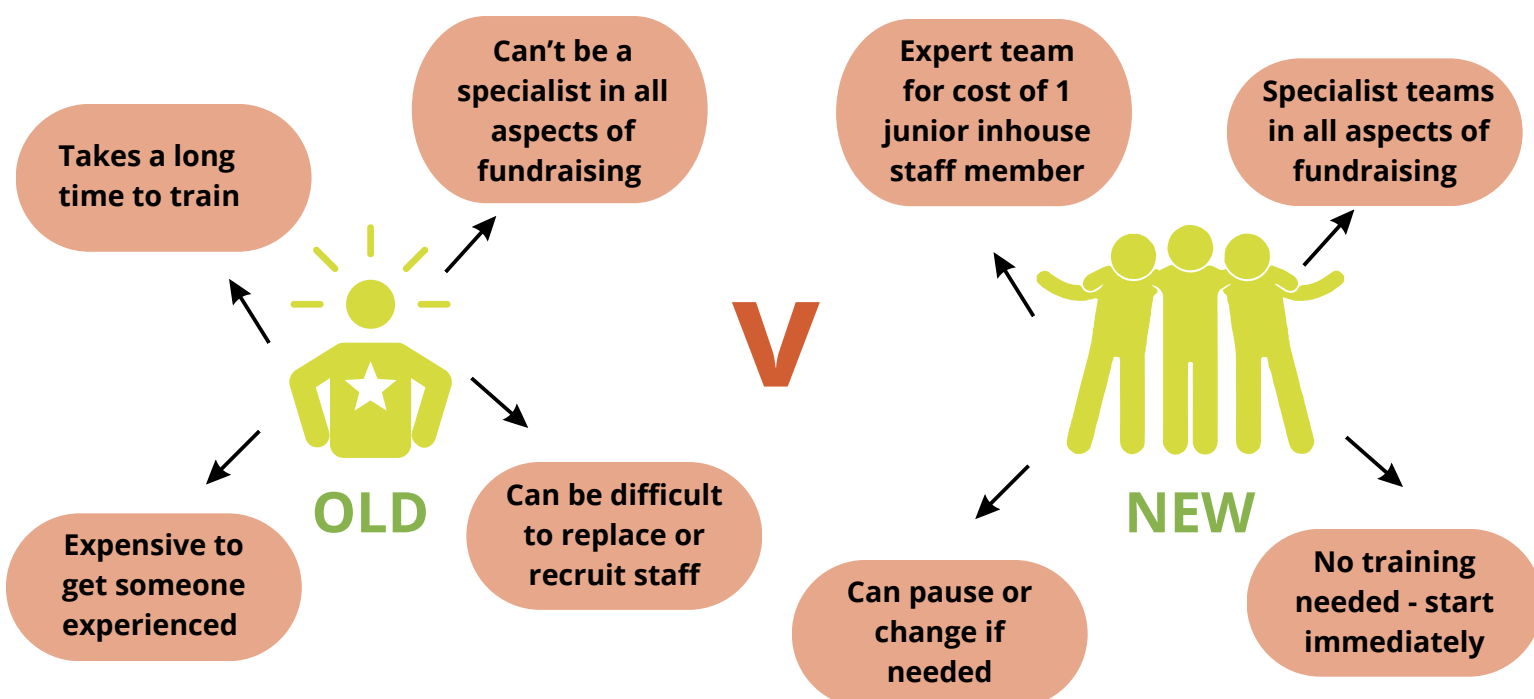 Can’t be a
specialist in all
aspects of
fundraising
Takes a long
time to train
OLD
Expensive to
get someone
experienced
Can be difficult
to replace or
recruit staff
V
Expert team
for cost of 1
junior inhouse
staff member
Specialist teams
in all aspects of
fundraising
NEW
Can pause or
change if
needed
No training
needed - start
immediately